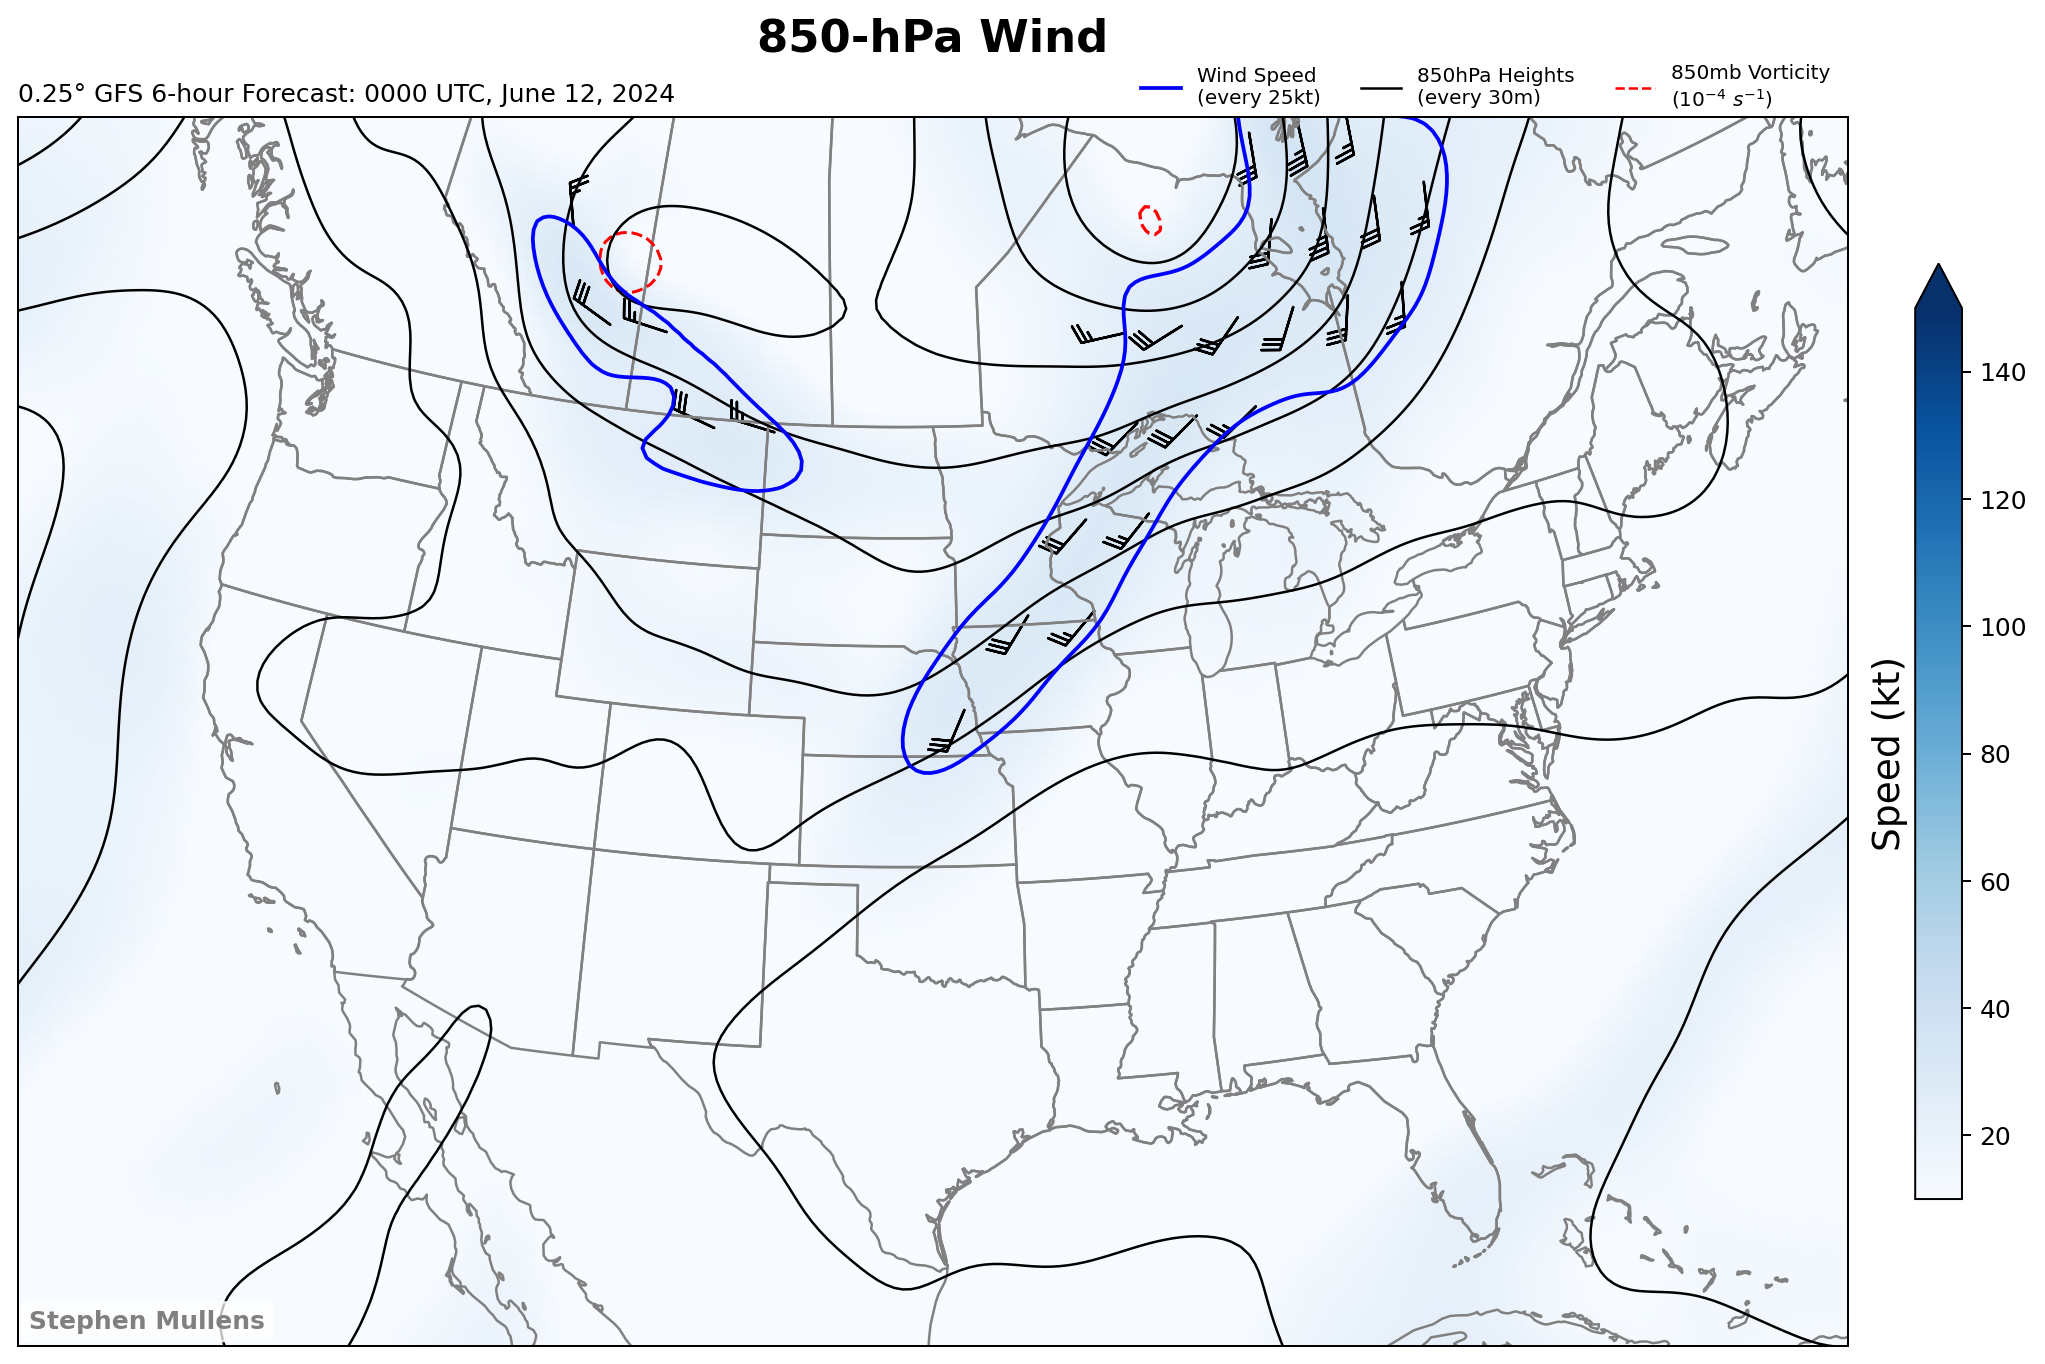 850-hPa Wind
0.25° GFS 6-hour Forecast: 0000 UTC, June 12, 2024
Wind Speed
(every 25kt)
850hPa Heights
(every 30m)
850mb Vorticity
(10⁻⁴ s⁻¹)
140
120
100
80
60
40
20
Speed (kt)
Stephen Mullens